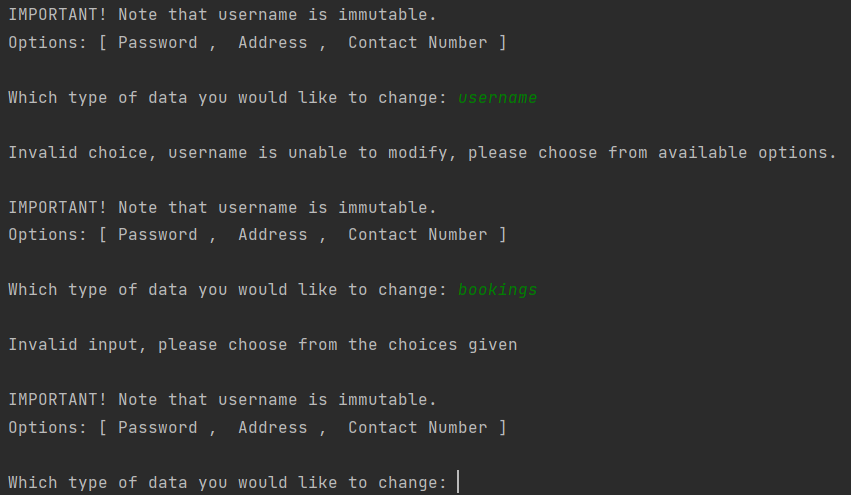 IMPORTANT! Note that username is immutable.
Options: [ Password ,  Address ,  Contact Number ]
Which type of data you would like to change: username
Invalid choice, username is unable to modify, please choose from available options.
IMPORTANT! Note that username is immutable.
Options: [ Password ,  Address ,  Contact Number ]
Which type of data you would like to change: bookings
Invalid input, please choose from the choices given
IMPORTANT! Note that username is immutable.
Options: [ Password ,  Address ,  Contact Number ]
Which type of data you would like to change: